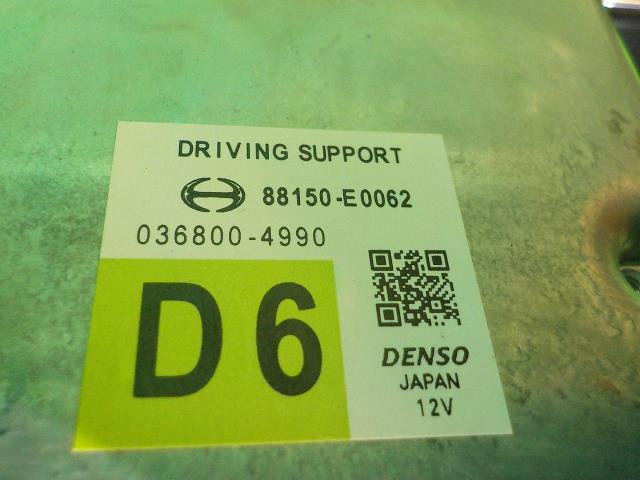 DRIVING SUPPORT
88150-E0062
036800-4990
D6
DENSO
JAPAN
12V